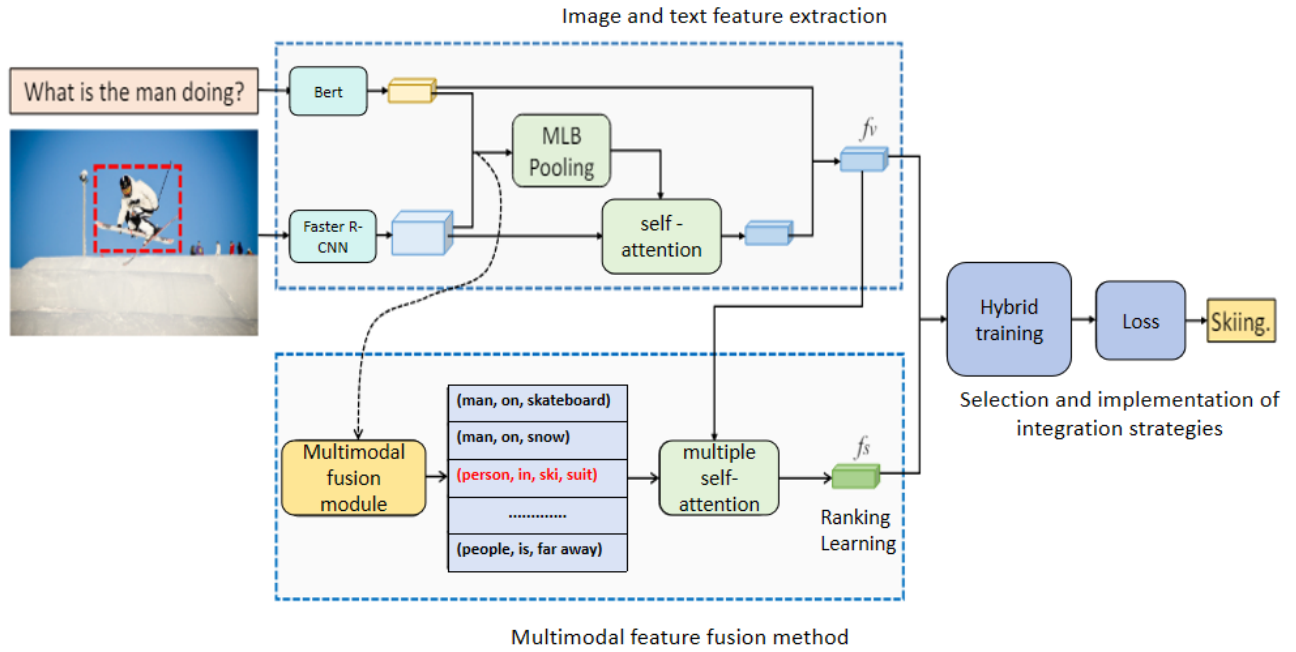 Image and text feature extraction
What is the man doing?
Bert
MLB
Pooling
fv
Faster R-
CNN
self -
attention
Hybrid
training
Loss
Skiing.
Selection and implementation of
integration strategies
Multimodal
fusion
module
(man, on, skateboard)
(man, on, snow)
(person, in, ski, suit)
.............
(people, is, far away)
multiple
self-
attention
fs
Ranking
Learning
Multimodal feature fusion method